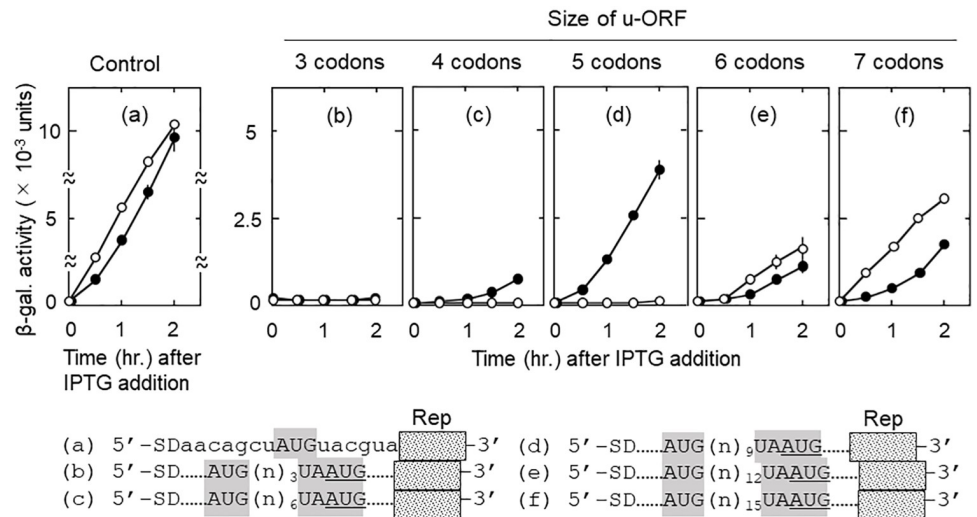 Size of u-ORF
Control 3 codons 4 codons 5 codons 6 codons 7 codons
(a) (b) (c) (d) (e) (f)
β-gal. activity (× 10-3 units)
10 5 0
5 2.5 0
≈ ≈
≈ ≈
0 1 2 0 1 2 0 1 2 0 1 2 0 1 2 0 1 2
Time (hr.) after
IPTG addition
Time (hr.) after IPTG addition
Rep
(a) 5’-SDaacagcuAUGuacgua-3’
(b) 5’-SD......AUG(n)3UAAUG......-3’
(c) 5’-SD......AUG(n)6UAAUG......-3’
Rep
(d) 5’-SD......AUG(n)9UAAUG......-3’
(e) 5’-SD......AUG(n)12UAAUG......-3’
(f) 5’-SD......AUG(n)15UAAUG......-3’